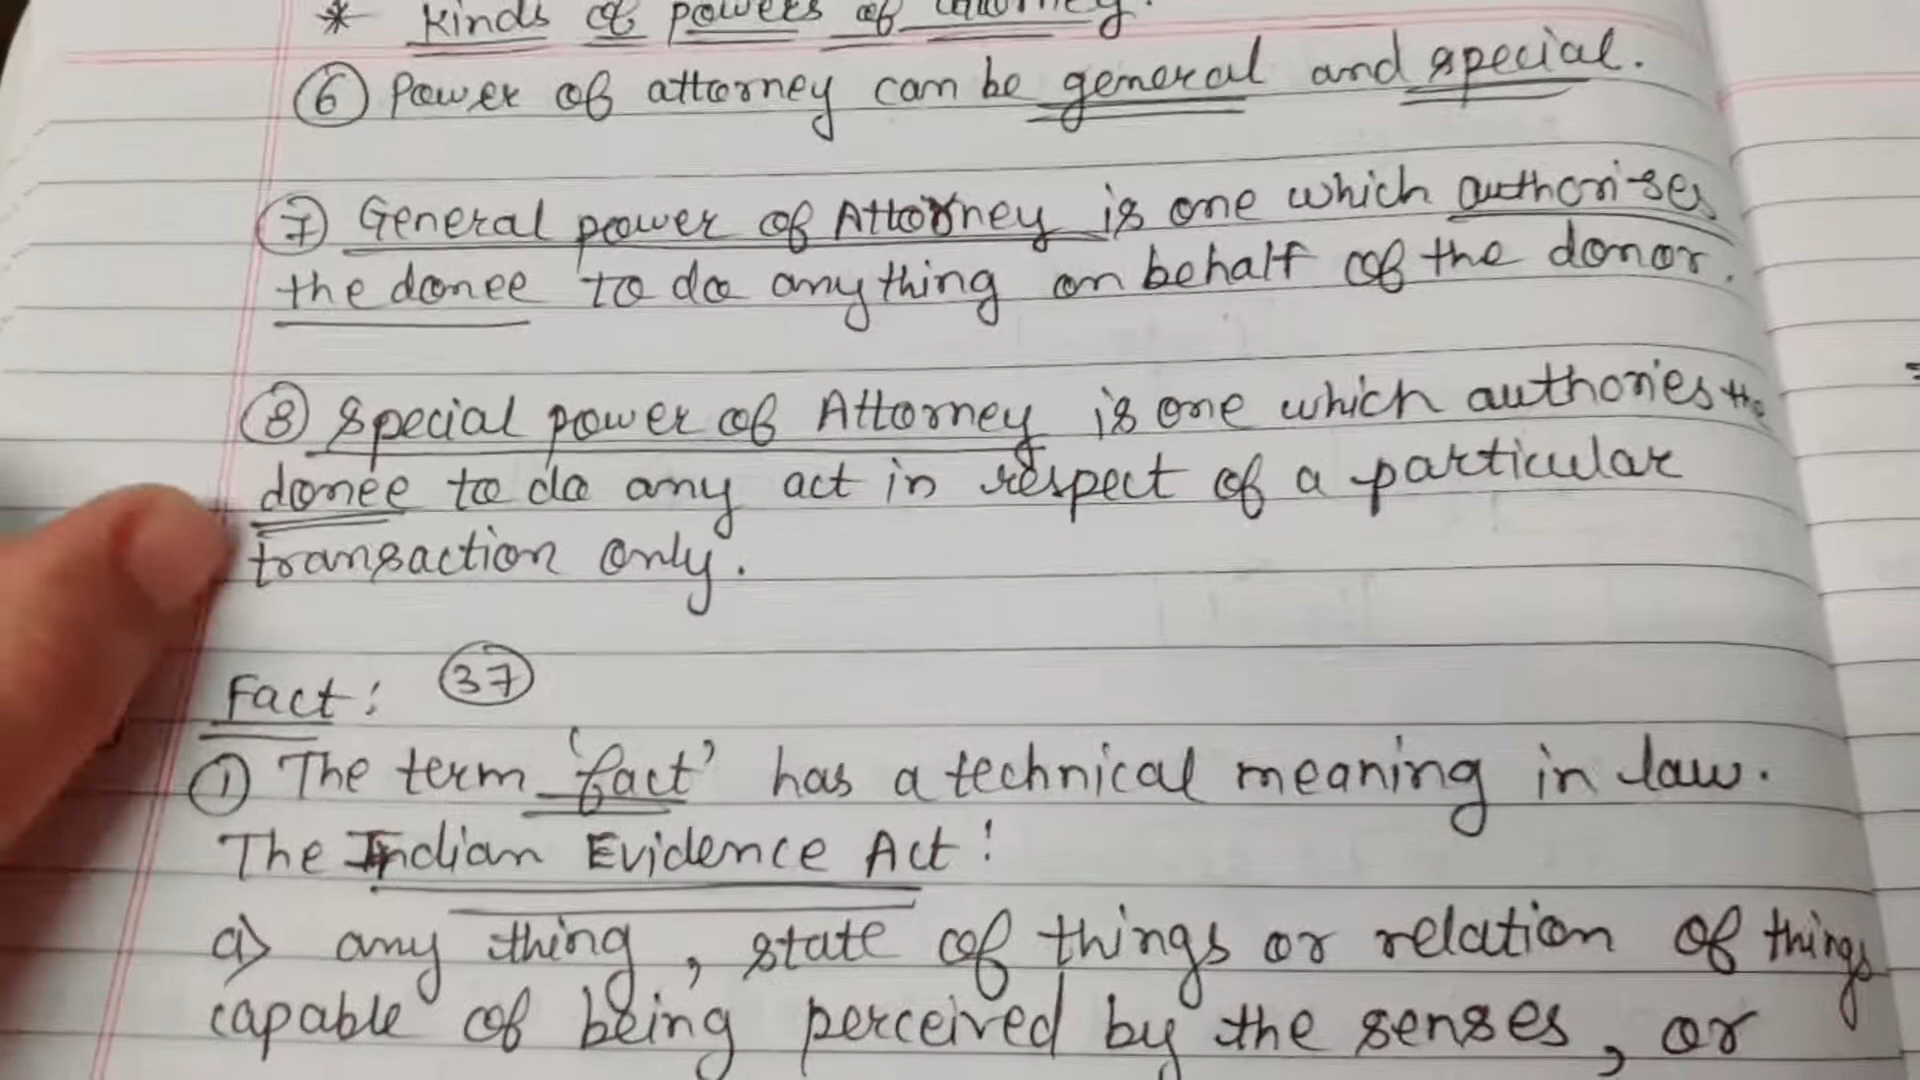 * Kinds of powers of attorney.
⑥ Power of attorney can be general and special.
⑦ General power of Attorney is one which authorises
the donee to do anything on behalf of the donor.
⑧ Special power of Attorney is one which authories the
donee to do any act in respect of a particular
transaction only.
Fact: ㊲
① The term 'fact' has a technical meaning in law.
The Indian Evidence Act:
a) any thing, state of things or relation of things
capable of being perceived by the senses, or